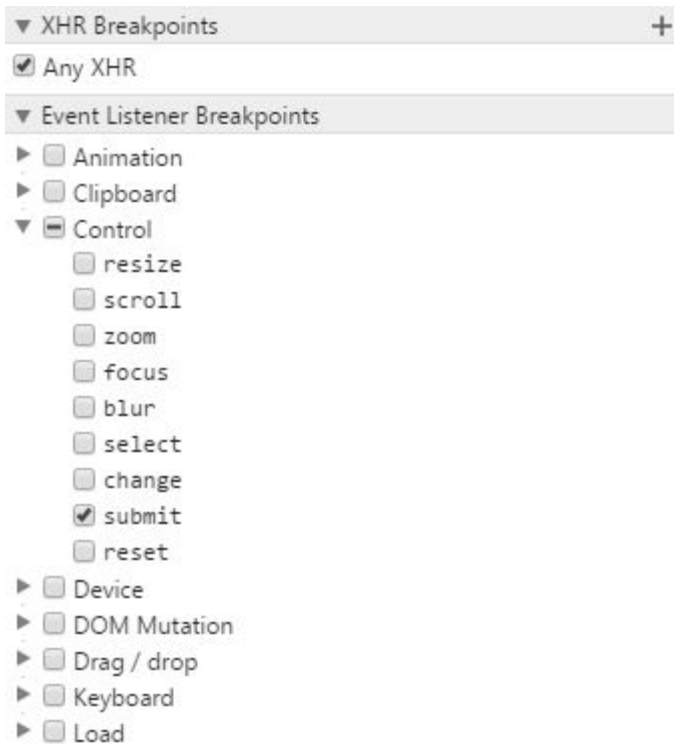 XHR Breakpoints
Any XHR
Event Listener Breakpoints
Animation
Clipboard
Control
resize
scroll
zoom
focus
blur
select
change
submit
reset
Device
DOM Mutation
Drag / drop
Keyboard
Load